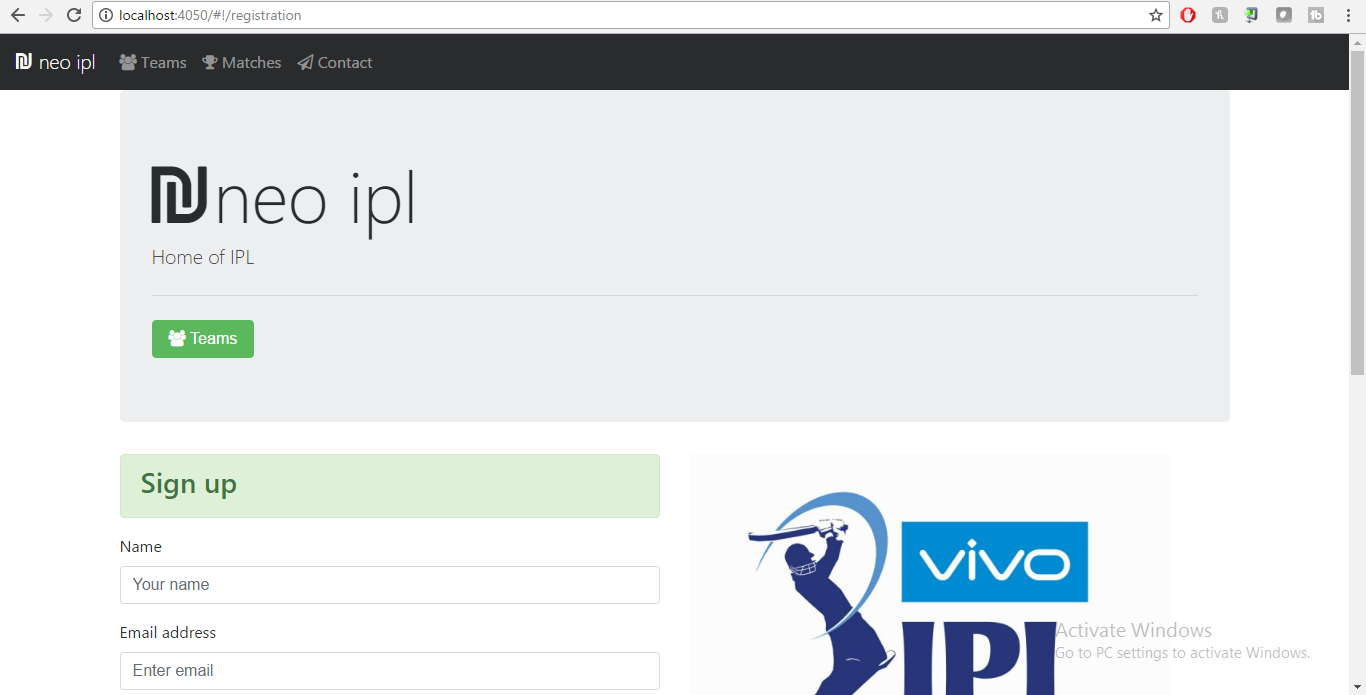 localhost:4050/#!/registration
neo ipl Teams Matches Contact
neo ipl
Home of IPL
Teams
Sign up
Name
Your name
Email address
Enter email
vivo
IPL
Activate Windows
Go to PC settings to activate Windows.